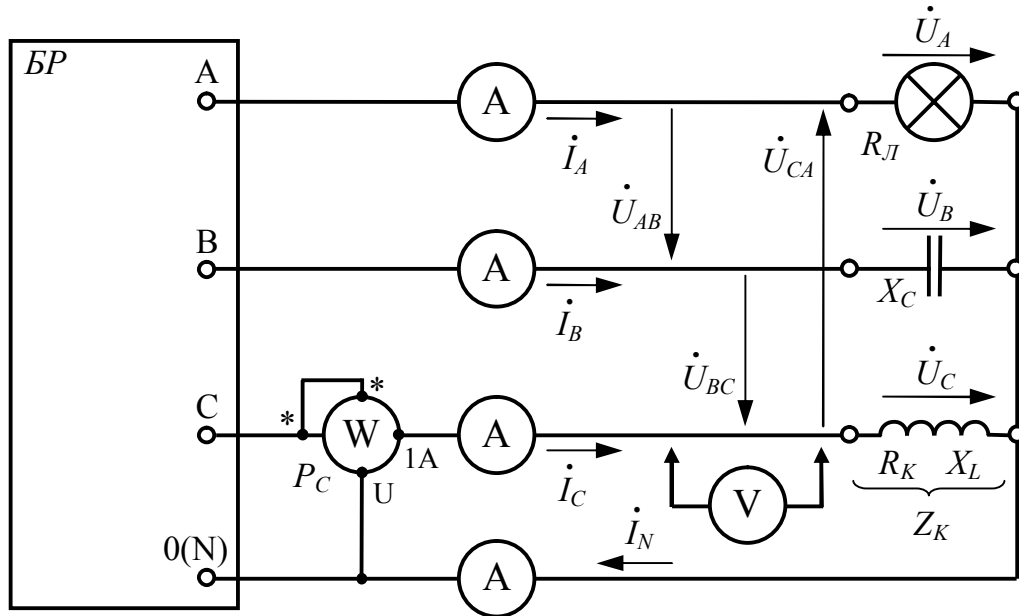 БР
A
A
İ_A
U̇_A
R_Л
U̇_AB
U̇_CA
B
A
İ_B
U̇_B
X_C
U̇_BC
C
*
*
W
P_C
1A
U
A
İ_C
U̇_C
R_K X_L
Z_K
V
0(N)
A
İ_N